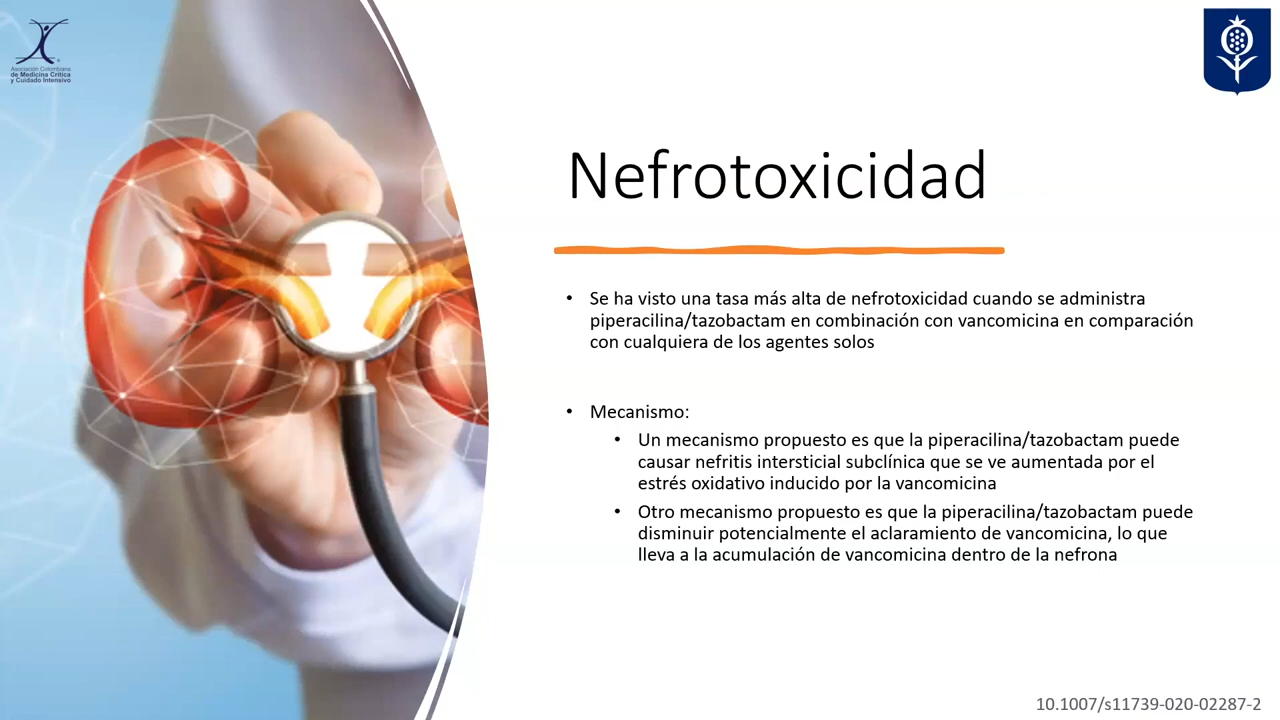 Asociación Colombiana
de Medicina Crítica
y Cuidado Intensivo
Nefrotoxicidad
• Se ha visto una tasa más alta de nefrotoxicidad cuando se administra
piperacilina/tazobactam en combinación con vancomicina en comparación
con cualquiera de los agentes solos
• Mecanismo:
• Un mecanismo propuesto es que la piperacilina/tazobactam puede
causar nefritis intersticial subclínica que se ve aumentada por el
estrés oxidativo inducido por la vancomicina
• Otro mecanismo propuesto es que la piperacilina/tazobactam puede
disminuir potencialmente el aclaramiento de vancomicina, lo que
lleva a la acumulación de vancomicina dentro de la nefrona
10.1007/s11739-020-02287-2